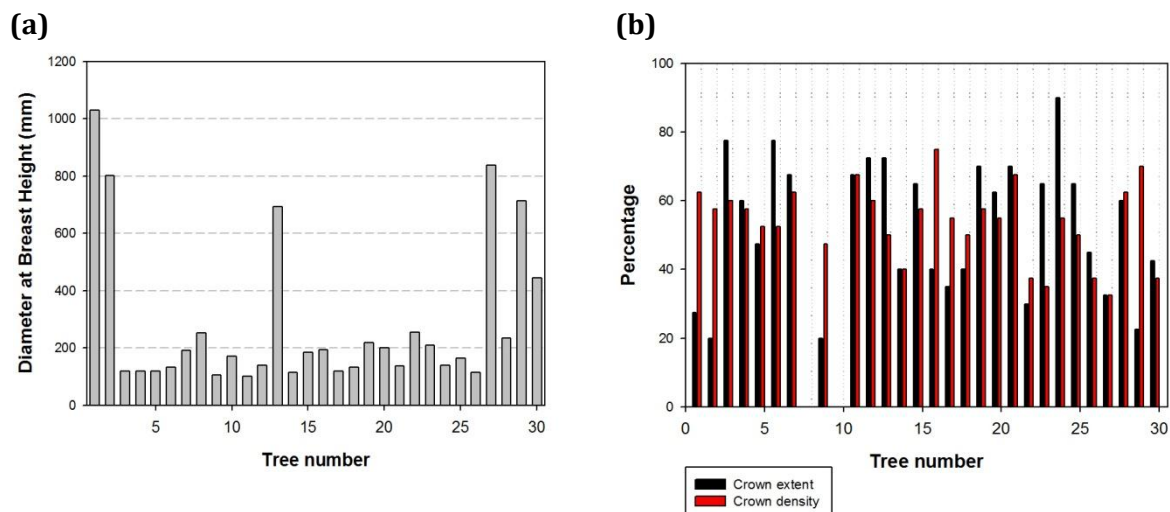 (a)
1200
1000
800
600
400
200
0
Diameter at Breast Height (mm)
5 10 15 20 25 30
Tree number
(b)
100
80
60
40
20
0
Percentage
0 5 10 15 20 25 30
Tree number
Crown extent
Crown density